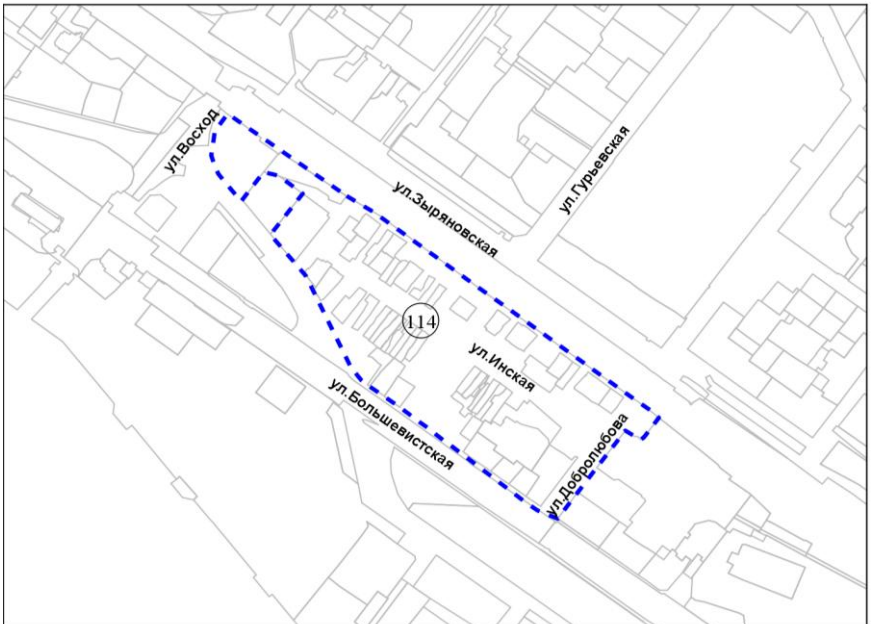 ул.Восход
ул.Зыряновская
ул.Гурьевская
114
ул.Инская
ул.Большевистская
ул.Добролюбова